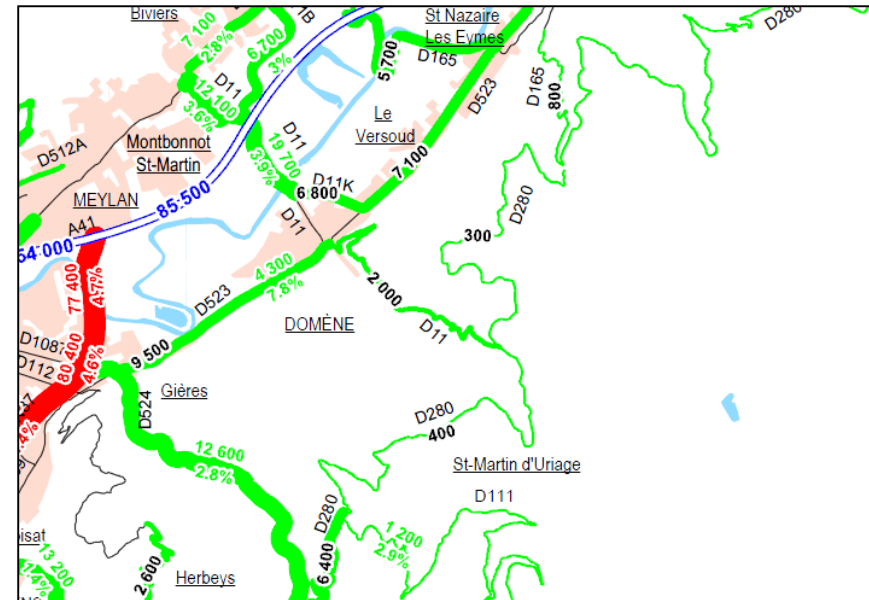 Biviers
7 100
2.8%
6 700
3%
St Nazaire
Les Eymes
D165
5 700
D280
D280
D165
800
D523
D11
12 100
3.6%
Le
Versoud
D11
19 700
3.9%
D512A
Montbonnot
St-Martin
D11K
6 800
7 100
MEYLAN
85 500
D280
300
A41
54 000
D11
77 400
4.7%
4 300
7.8%
2 000
D523
DOMÈNE
D11
D1087
D112
80 400
4.6%
9 500
Gières
D524
D280
400
12 600
2.8%
St-Martin d'Uriage
D111
D280
1 200
2.9%
6 400
13 200
2 600
Herbeys